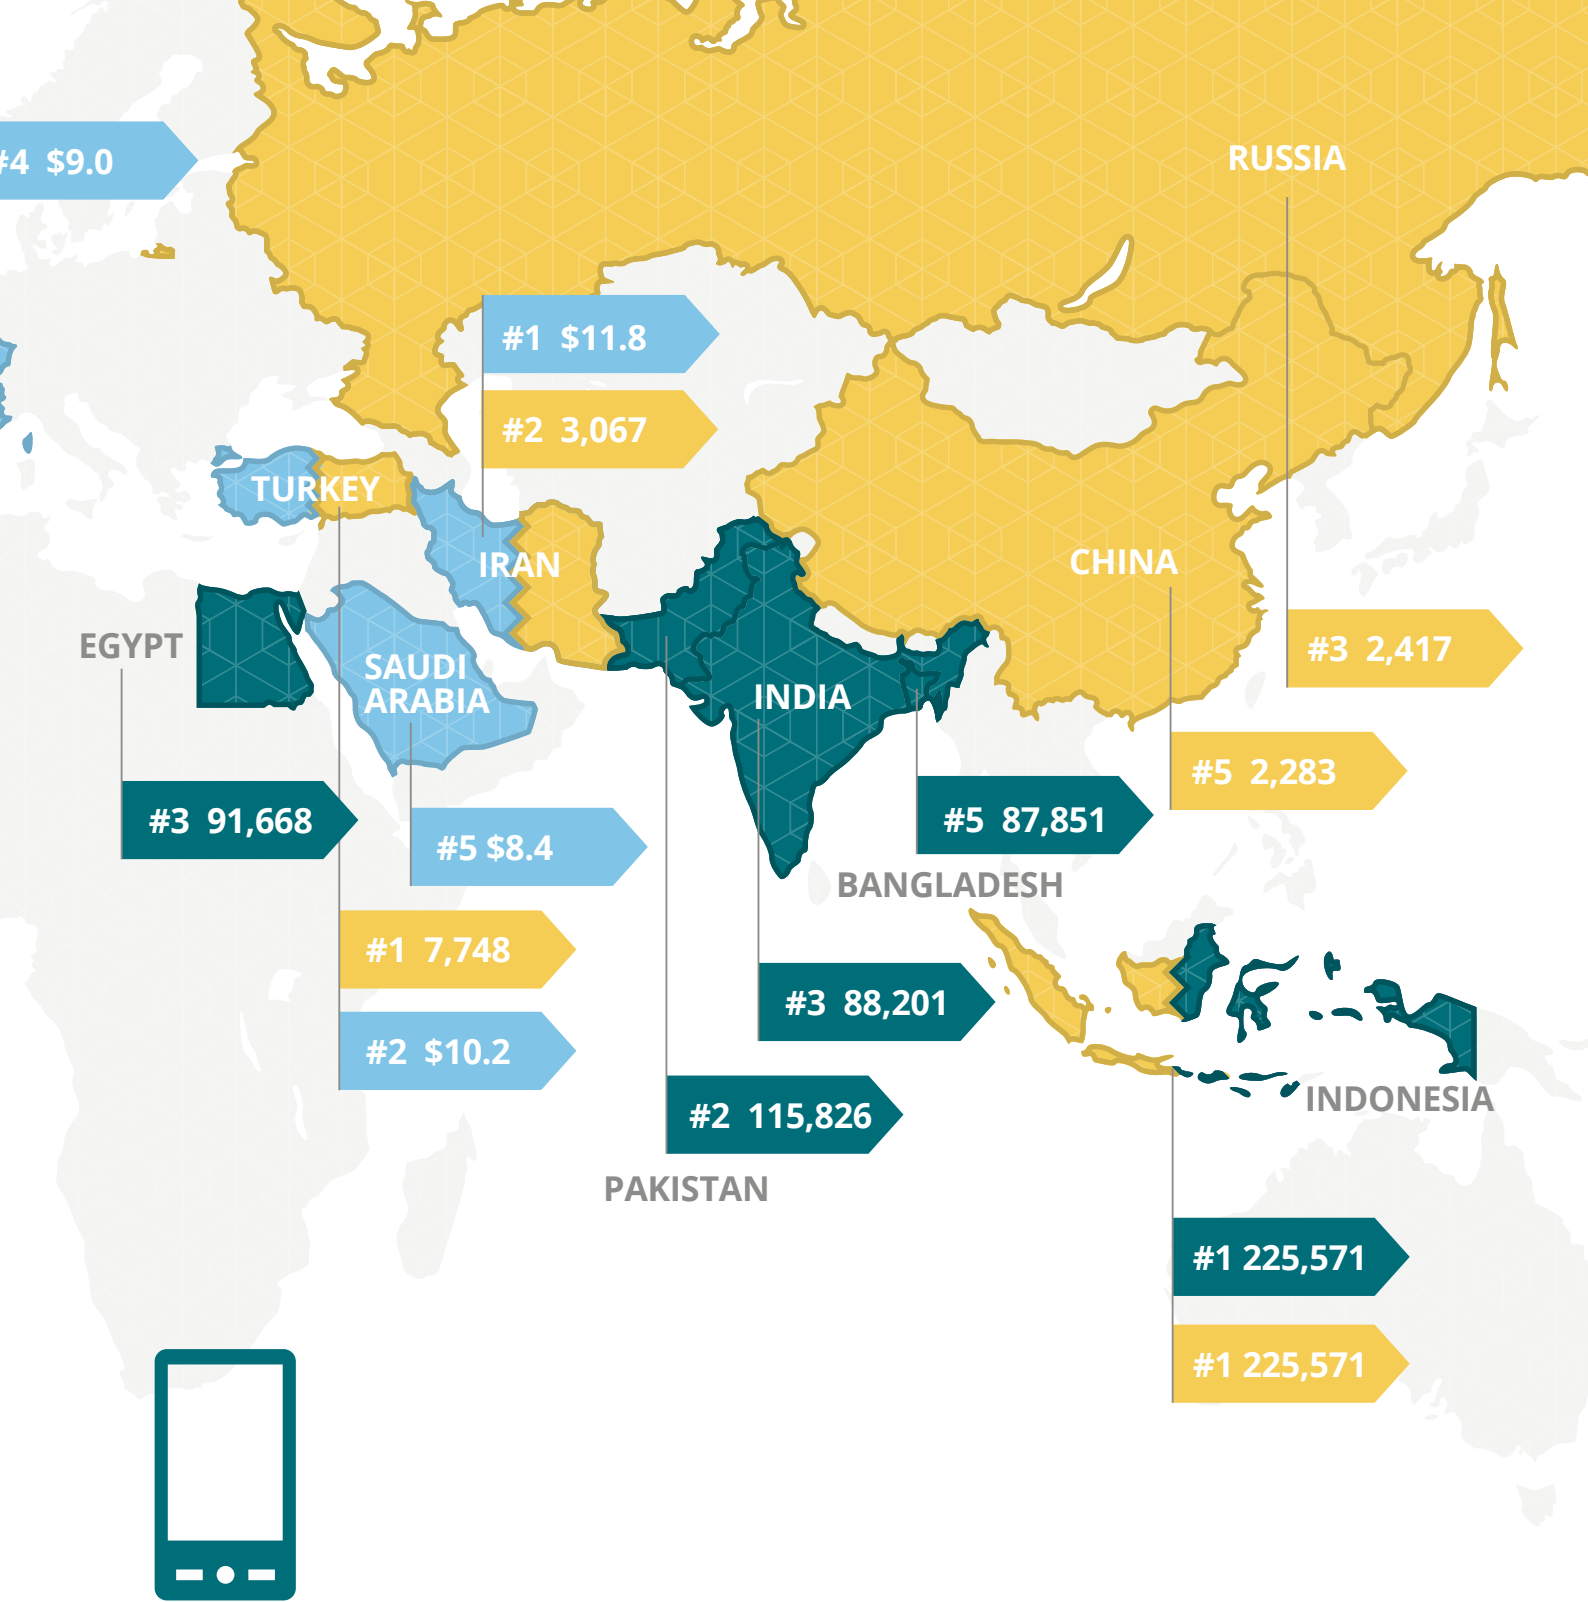 RUSSIA
#4 $9.0
#1 $11.8
#2 3,067
TURKEY
IRAN
CHINA
EGYPT
#3 2,417
SAUDI
ARABIA
INDIA
#5 2,283
#3 91,668
#5 87,851
#5 $8.4
BANGLADESH
#1 7,748
#3 88,201
#2 $10.2
INDONESIA
#2 115,826
PAKISTAN
#1 225,571
#1 225,571